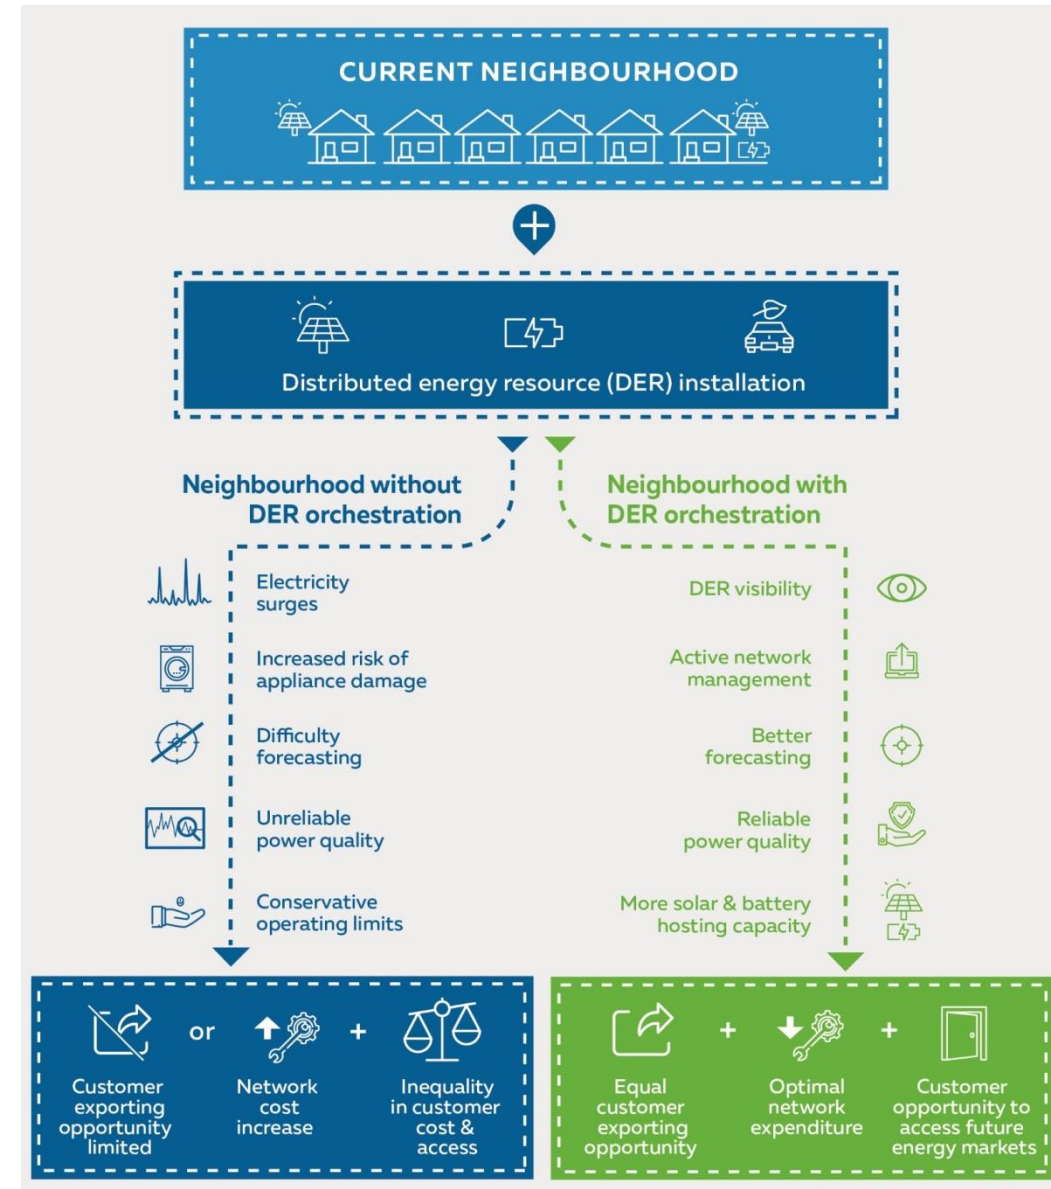 CURRENT NEIGHBOURHOOD
Distributed energy resource (DER) installation
Neighbourhood without
DER orchestration
Electricity
surges
Increased risk of
appliance damage
Difficulty
forecasting
Unreliable
power quality
Conservative
operating limits
Neighbourhood with
DER orchestration
DER visibility
Active network
management
Better
forecasting
Reliable
power quality
More solar & battery
hosting capacity
Customer
exporting
opportunity
limited
or
Network
cost
increase
+
Inequality
in customer
cost &
access
Equal
customer
exporting
opportunity
+
Optimal
network
expenditure
+
Customer
opportunity to
access future
energy markets